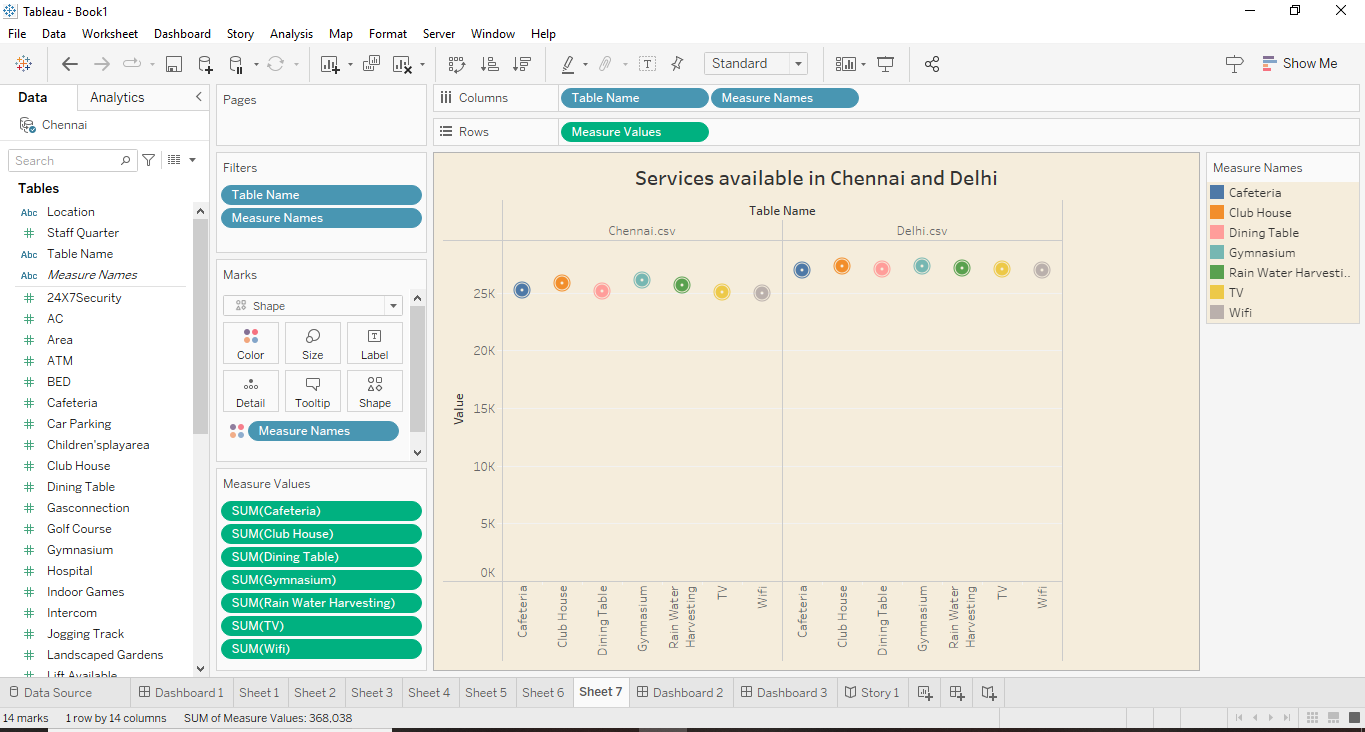 Tableau - Book1
File Data Worksheet Dashboard Story Analysis Map Format Server Window Help
Standard
Show Me
Data
Analytics
Chennai
Search
Tables
Abc Location
Staff Quarter
Abc Table Name
Abc Measure Names
24X7Security
AC
Area
ATM
BED
Cafeteria
Car Parking
Children'splayarea
Club House
Dining Table
Gasconnection
Golf Course
Gymnasium
Hospital
Indoor Games
Intercom
Jogging Track
Landscaped Gardens
Lift Available
Pages
Filters
Table Name
Measure Names
Marks
Shape
Color Size Label
Detail Tooltip Shape
Measure Names
Measure Values
SUM(Cafeteria)
SUM(Club House)
SUM(Dining Table)
SUM(Gymnasium)
SUM(Rain Water Harvesting)
SUM(TV)
SUM(Wifi)
Columns Table Name Measure Names
Rows Measure Values
Services available in Chennai and Delhi
Table Name
Chennai.csv Delhi.csv
Value
25K
20K
15K
10K
5K
0K
Cafeteria
Club House
Dining Table
Gymnasium
Rain Water
Harvesting
TV
Wifi
Cafeteria
Club House
Dining Table
Gymnasium
Rain Water
Harvesting
TV
Wifi
Measure Names
Cafeteria
Club House
Dining Table
Gymnasium
Rain Water Harvesti..
TV
Wifi
Data Source Dashboard 1 Sheet 1 Sheet 2 Sheet 3 Sheet 4 Sheet 5 Sheet 6 Sheet 7 Dashboard 2 Dashboard 3 Story 1
14 marks 1 row by 14 columns SUM of Measure Values: 368,038